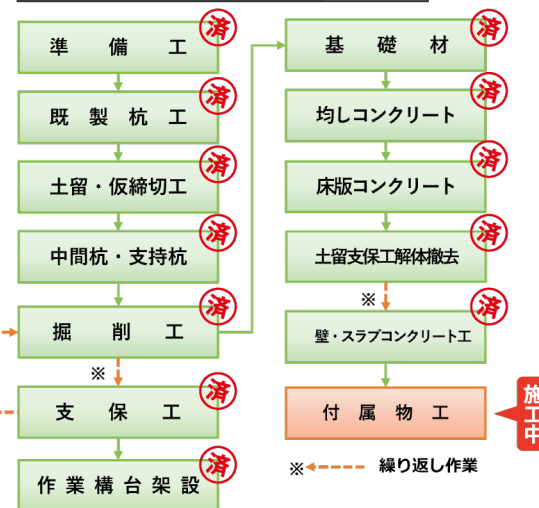 準備工
済
既製杭工
済
土留・仮締切工
済
中間杭・支持杭
済
掘削工
済
※
支保工
済
作業構台架設
済
基礎材
済
均しコンクリート
済
床版コンクリート
済
土留支保工解体撤去
済
※
壁・スラブコンクリート工
済
付属物工
施工中
※ 繰り返し作業